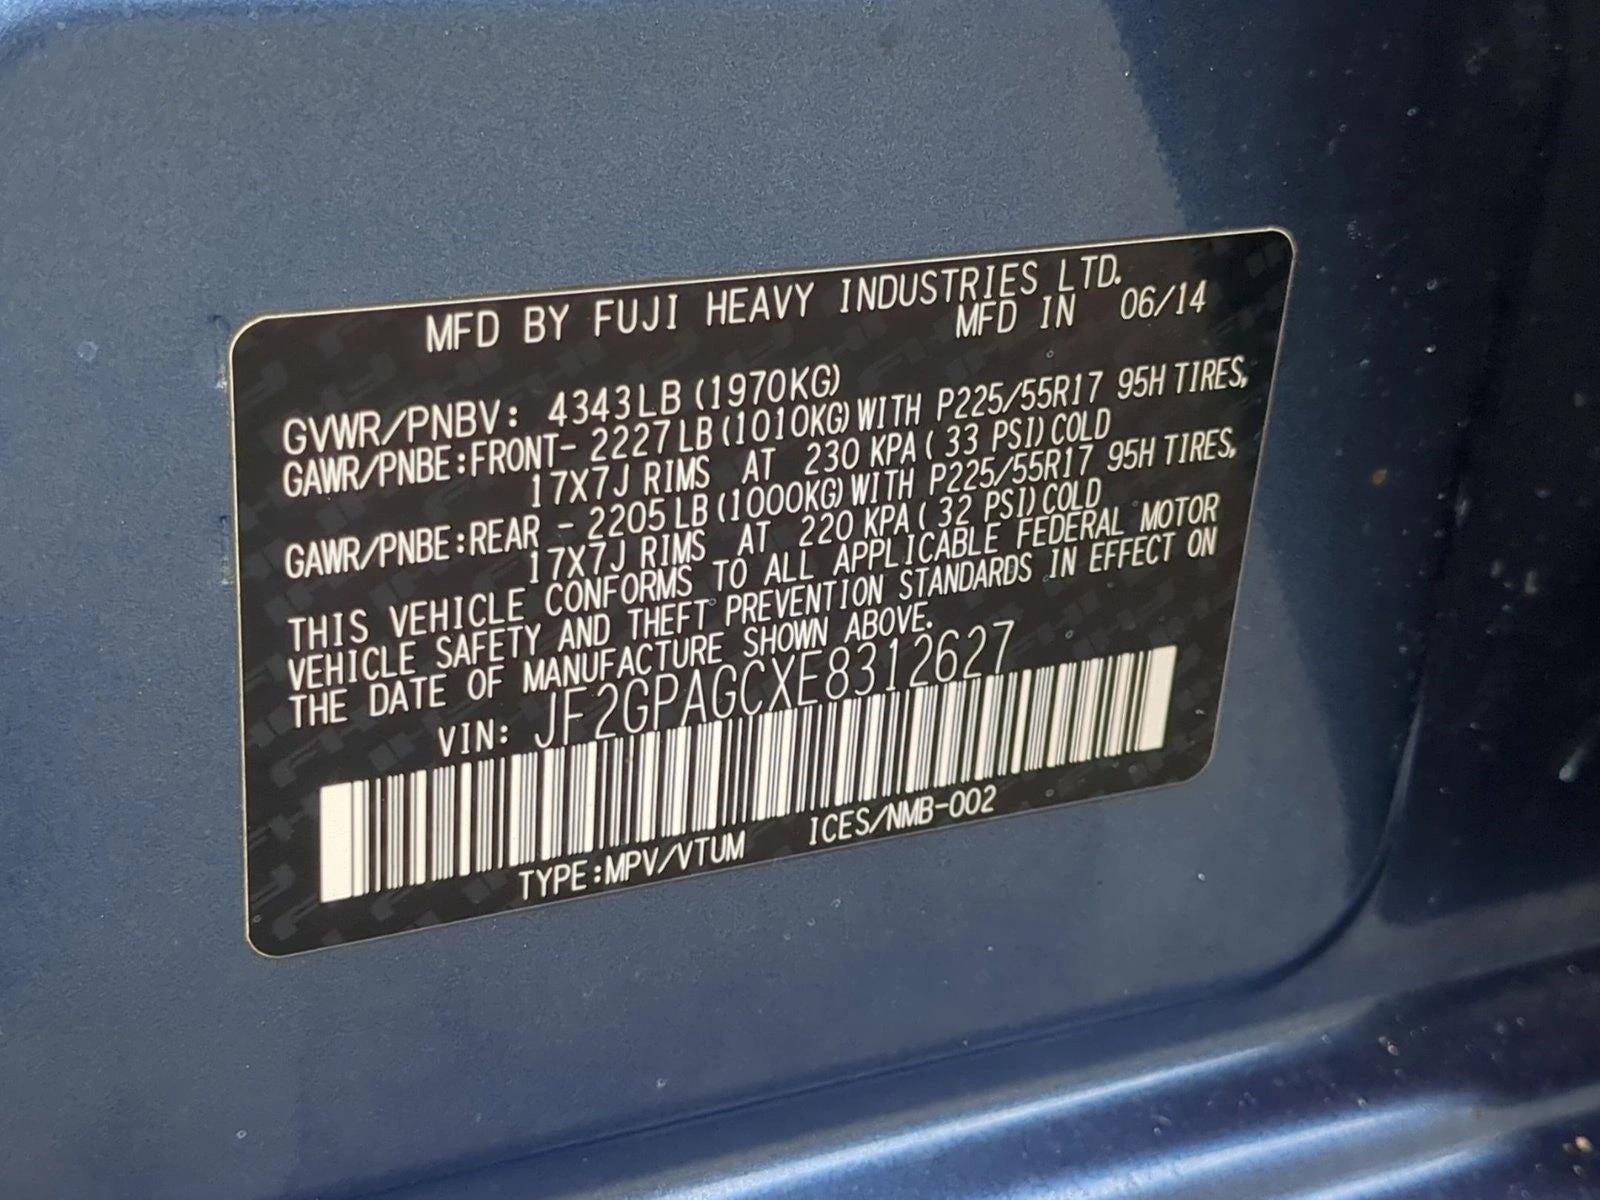 MFD BY FUJI HEAVY INDUSTRIES LTD.
MFD IN 06/14
GVWR/PNBV: 4343LB (1970KG)
GAWR/PNBE:FRONT- 2227LB(1010KG)WITH P225/55R17 95H TIRES,
17X7J RIMS AT 230 KPA( 33 PSI)COLD
GAWR/PNBE:REAR - 2205LB(1000KG)WITH P225/55R17 95H TIRES,
17X7J RIMS AT 220 KPA( 32 PSI)COLD
THIS VEHICLE CONFORMS TO ALL APPLICABLE FEDERAL MOTOR
VEHICLE SAFETY AND THEFT PREVENTION STANDARDS IN EFFECT ON
THE DATE OF MANUFACTURE SHOWN ABOVE.
VIN: JF2GPAGCXE8312627
TYPE:MPV/VTUM ICES/NMB-002